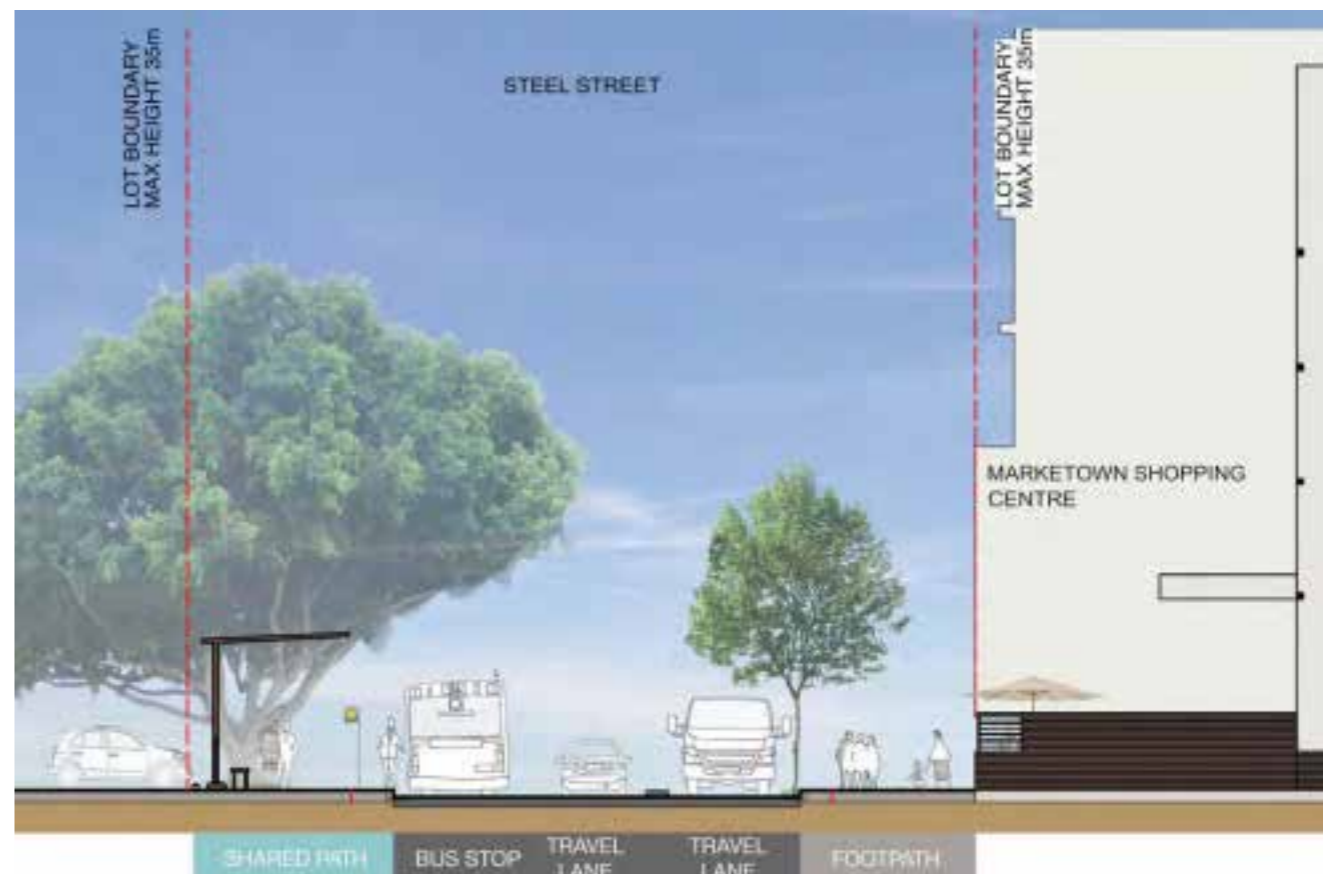 LOT BOUNDARY
MAX HEIGHT 35m
STEEL STREET
LOT BOUNDARY
MAX HEIGHT 35m
MARKETOWN SHOPPING
CENTRE
SHARED PATH
BUS STOP
TRAVEL
LANE
TRAVEL
LANE
FOOTPATH